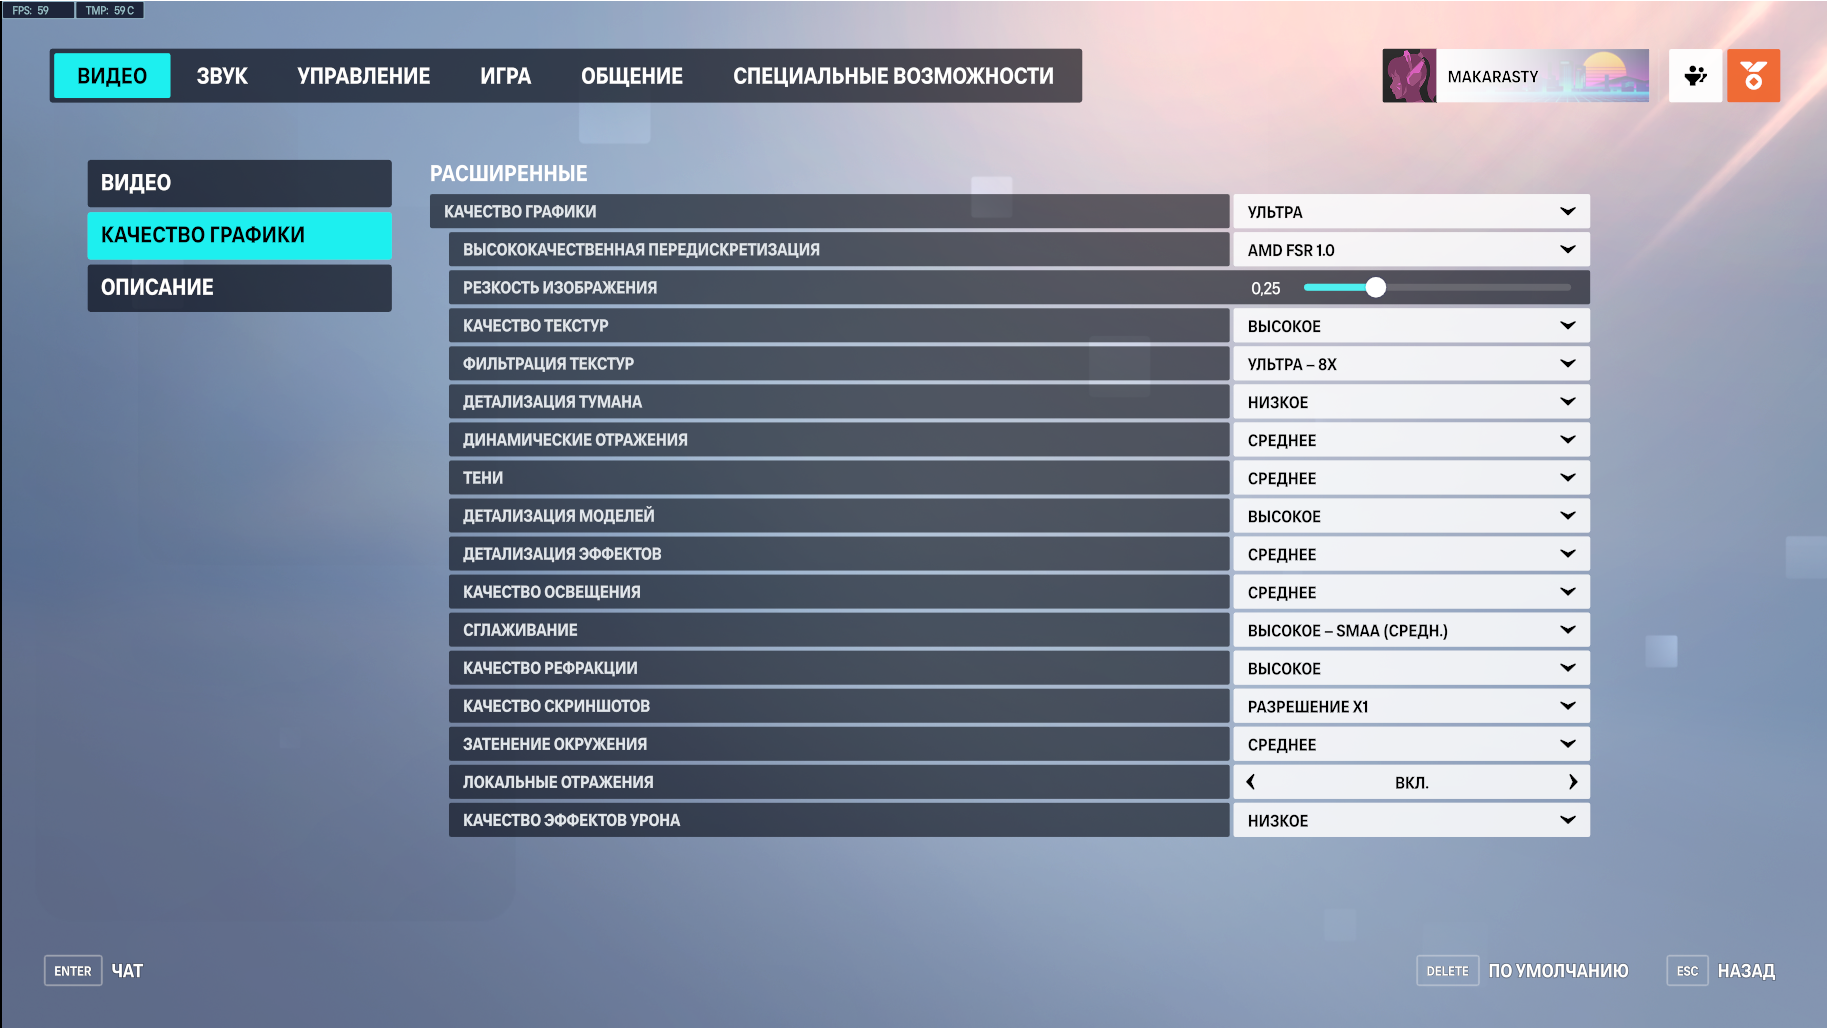 FPS: 59 TMP: 59 C
ВИДЕО ЗВУК УПРАВЛЕНИЕ ИГРА ОБЩЕНИЕ СПЕЦИАЛЬНЫЕ ВОЗМОЖНОСТИ MAKARASTY
ВИДЕО
КАЧЕСТВО ГРАФИКИ
ОПИСАНИЕ
РАСШИРЕННЫЕ
КАЧЕСТВО ГРАФИКИ УЛЬТРА
ВЫСОКОКАЧЕСТВЕННАЯ ПЕРЕДИСКРЕТИЗАЦИЯ AMD FSR 1.0
РЕЗКОСТЬ ИЗОБРАЖЕНИЯ 0,25
КАЧЕСТВО ТЕКСТУР ВЫСОКОЕ
ФИЛЬТРАЦИЯ ТЕКСТУР УЛЬТРА – 8X
ДЕТАЛИЗАЦИЯ ТУМАНА НИЗКОЕ
ДИНАМИЧЕСКИЕ ОТРАЖЕНИЯ СРЕДНЕЕ
ТЕНИ СРЕДНЕЕ
ДЕТАЛИЗАЦИЯ МОДЕЛЕЙ ВЫСОКОЕ
ДЕТАЛИЗАЦИЯ ЭФФЕКТОВ СРЕДНЕЕ
КАЧЕСТВО ОСВЕЩЕНИЯ СРЕДНЕЕ
СГЛАЖИВАНИЕ ВЫСОКОЕ – SMAA (СРЕДН.)
КАЧЕСТВО РЕФРАКЦИИ ВЫСОКОЕ
КАЧЕСТВО СКРИНШОТОВ РАЗРЕШЕНИЕ X1
ЗАТЕНЕНИЕ ОКРУЖЕНИЯ СРЕДНЕЕ
ЛОКАЛЬНЫЕ ОТРАЖЕНИЯ ВКЛ.
КАЧЕСТВО ЭФФЕКТОВ УРОНА НИЗКОЕ
ENTER ЧАТ DELETE ПО УМОЛЧАНИЮ ESC НАЗАД